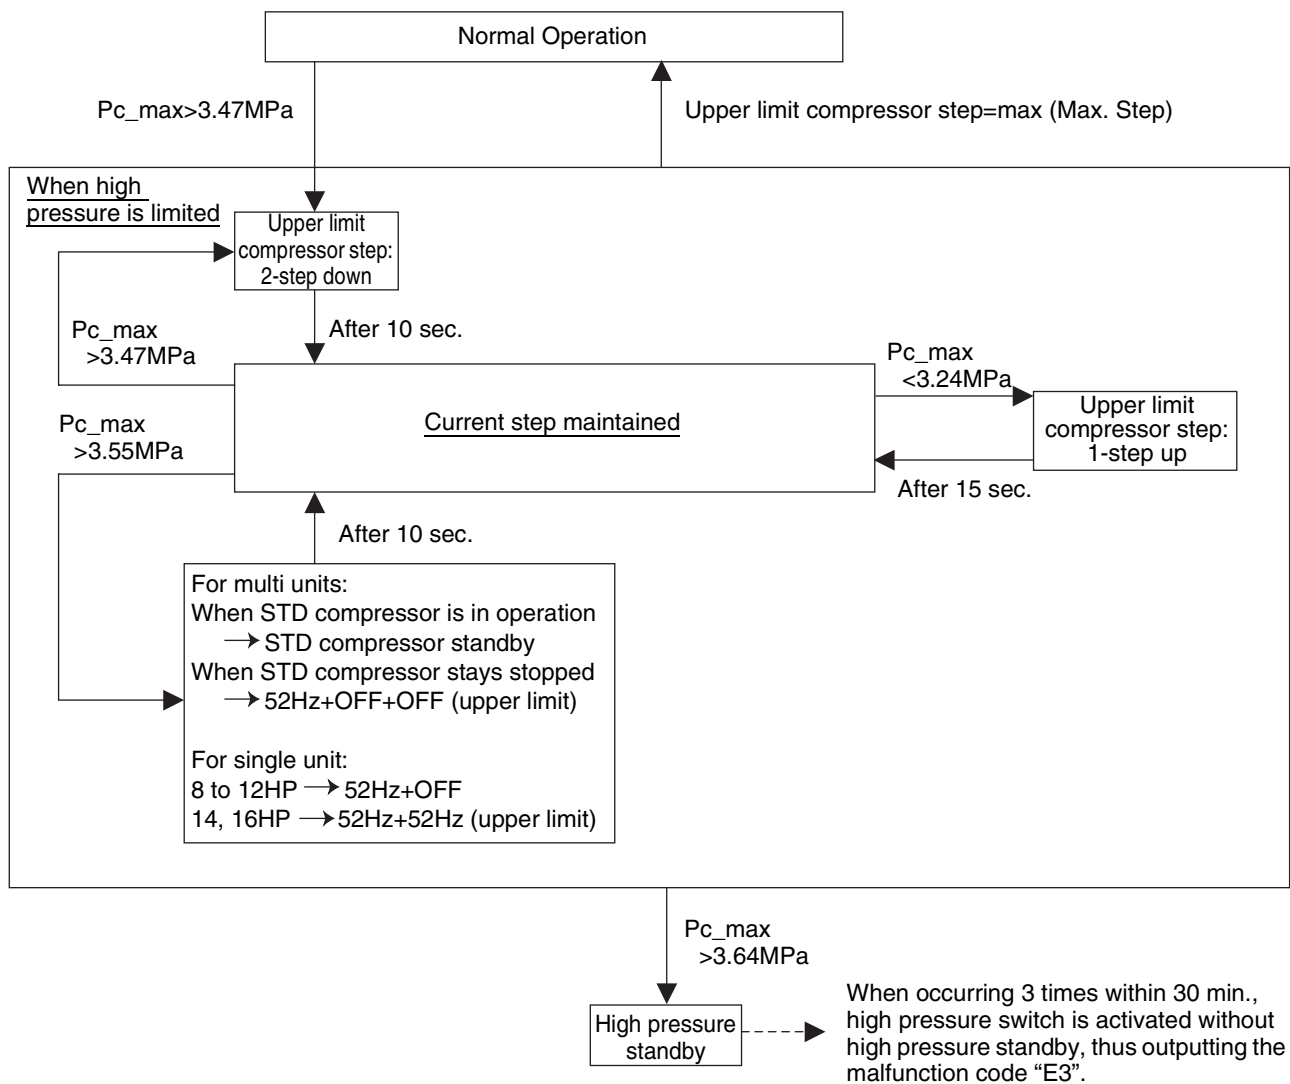 Normal Operation
Pc_max>3.47MPa
Upper limit compressor step=max (Max. Step)
When high
pressure is limited
Upper limit
compressor step:
2-step down
After 10 sec.
Pc_max
>3.47MPa
Pc_max
<3.24MPa
Upper limit
compressor step:
1-step up
After 15 sec.
Current step maintained
Pc_max
>3.55MPa
After 10 sec.
For multi units:
When STD compressor is in operation
→ STD compressor standby
When STD compressor stays stopped
→ 52Hz+OFF+OFF (upper limit)
For single unit:
8 to 12HP → 52Hz+OFF
14, 16HP → 52Hz+52Hz (upper limit)
Pc_max
>3.64MPa
High pressure
standby
When occurring 3 times within 30 min.,
high pressure switch is activated without
high pressure standby, thus outputting the
malfunction code “E3”.